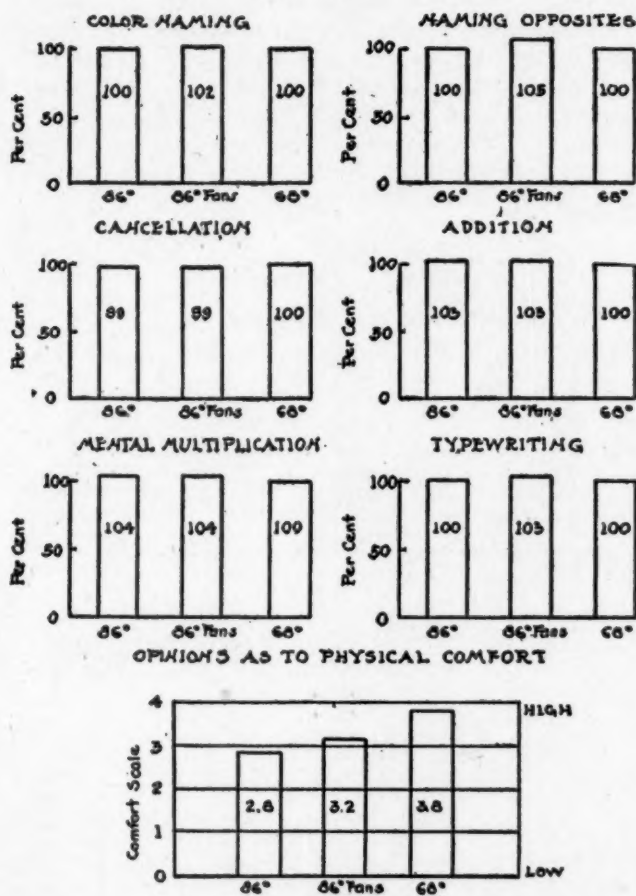 COLOR NAMING
NAMING OPPOSITES
Per Cent
100
50
0
100
102
100
86°
86° Fans
68°
Per Cent
100
50
0
100
105
100
86°
86° Fans
68°
CANCELLATION
ADDITION
Per Cent
100
50
0
99
99
100
86°
86° Fans
68°
Per Cent
100
50
0
103
103
100
86°
86° Fans
68°
MENTAL MULTIPLICATION
TYPEWRITING
Per Cent
100
50
0
104
104
100
86°
86° Fans
68°
Per Cent
100
50
0
100
103
100
86°
86° Fans
68°
OPINIONS AS TO PHYSICAL COMFORT
Comfort Scale
4
3
2
1
0
2.8
3.2
3.8
HIGH
LOW
86°
86° Fans
68°